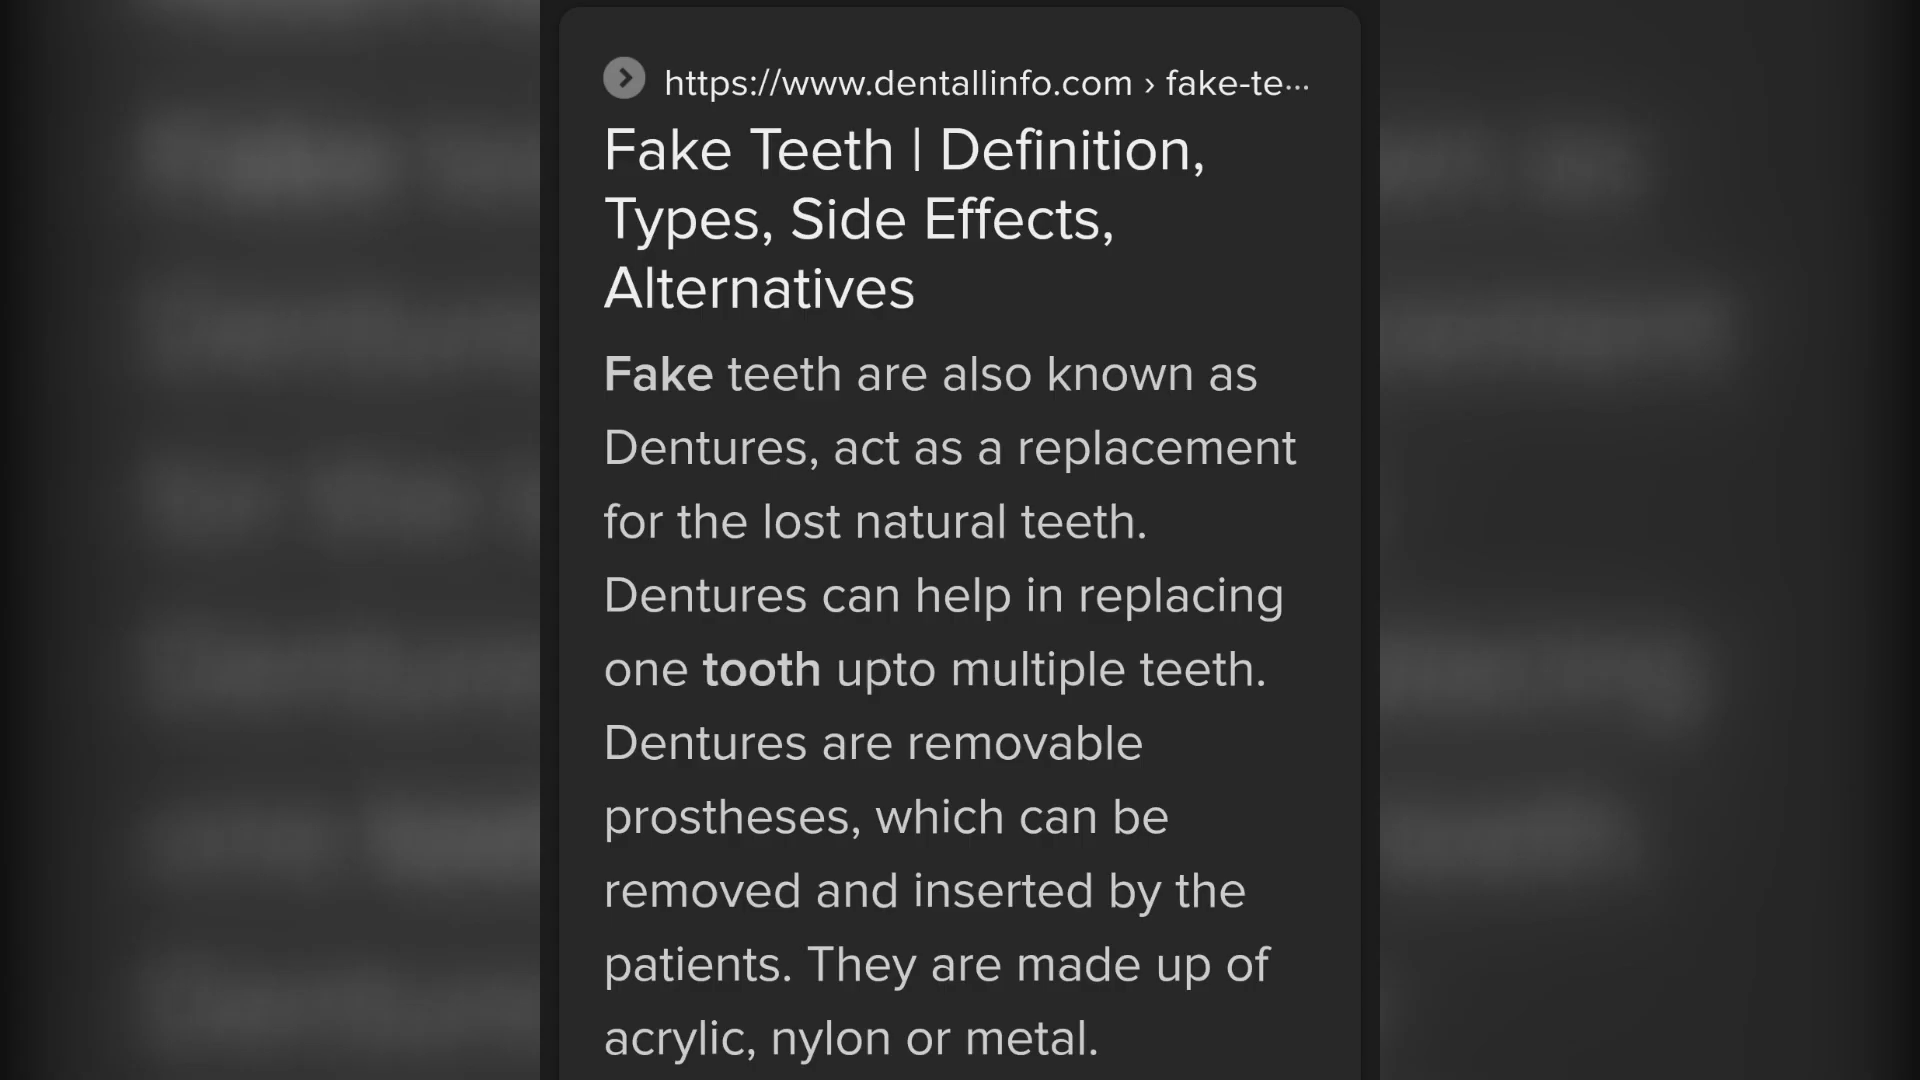 https://www.dentallinfo.com › fake-te...
Fake Teeth | Definition,
Types, Side Effects,
Alternatives
Fake teeth are also known as
Dentures, act as a replacement
for the lost natural teeth.
Dentures can help in replacing
one tooth upto multiple teeth.
Dentures are removable
prostheses, which can be
removed and inserted by the
patients. They are made up of
acrylic, nylon or metal.